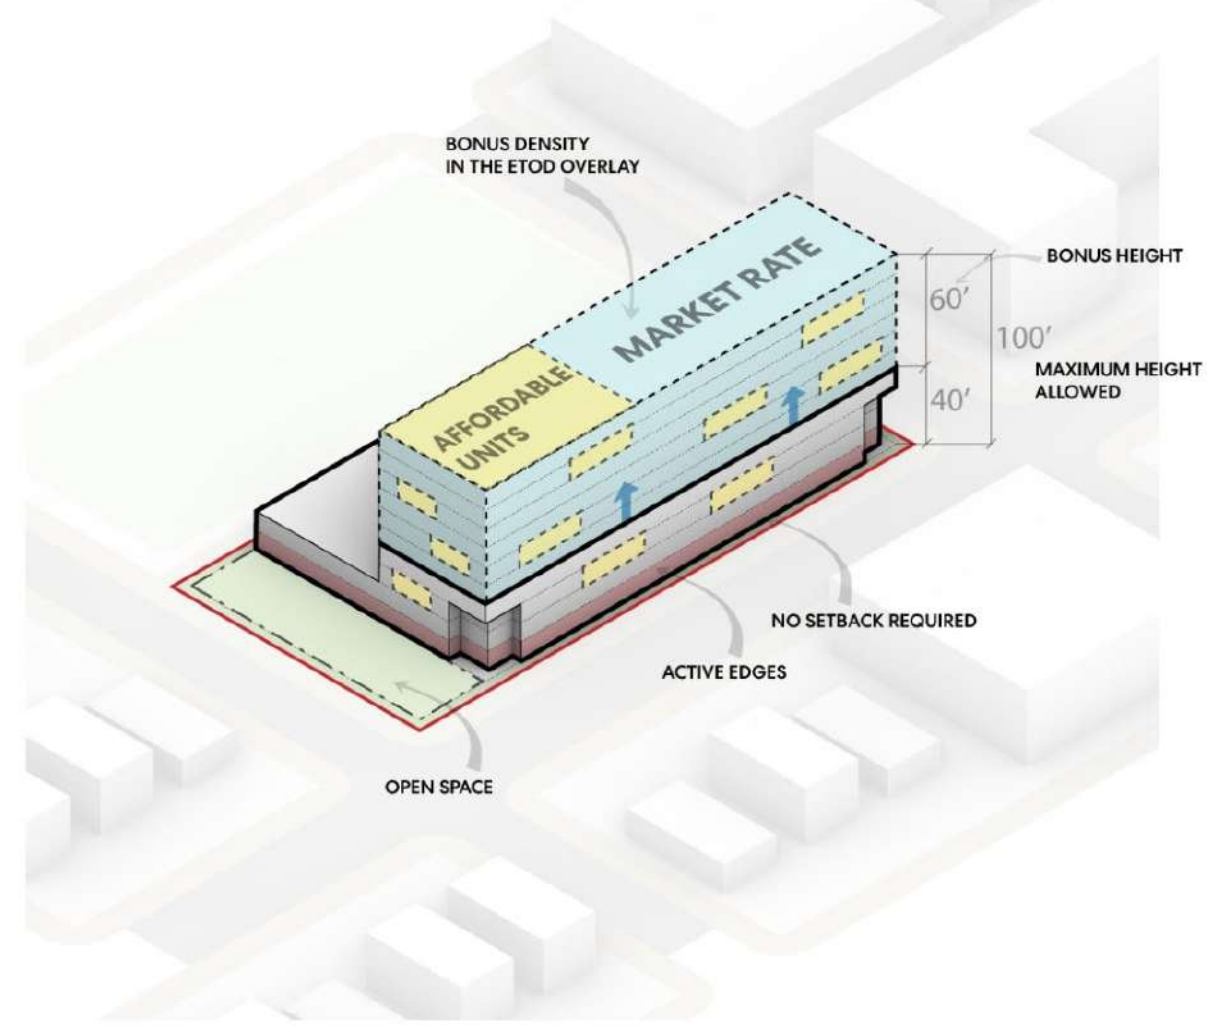 BONUS DENSITY
IN THE ETOD OVERLAY
MARKET RATE
BONUS HEIGHT
60’
100’
MAXIMUM HEIGHT
ALLOWED
40’
AFFORDABLE
UNITS
NO SETBACK REQUIRED
ACTIVE EDGES
OPEN SPACE